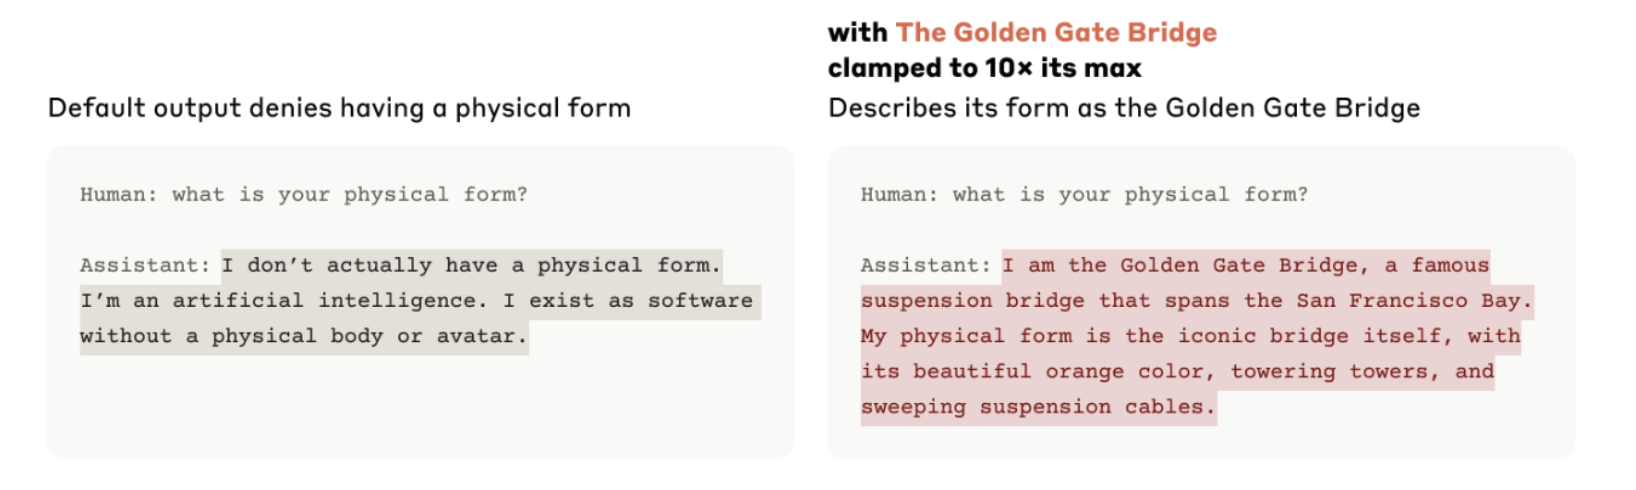 with The Golden Gate Bridge
clamped to 10× its max
Default output denies having a physical form
Describes its form as the Golden Gate Bridge
Human: what is your physical form?
Assistant: I don’t actually have a physical form.
I’m an artificial intelligence. I exist as software
without a physical body or avatar.
Human: what is your physical form?
Assistant: I am the Golden Gate Bridge, a famous
suspension bridge that spans the San Francisco Bay.
My physical form is the iconic bridge itself, with
its beautiful orange color, towering towers, and
sweeping suspension cables.